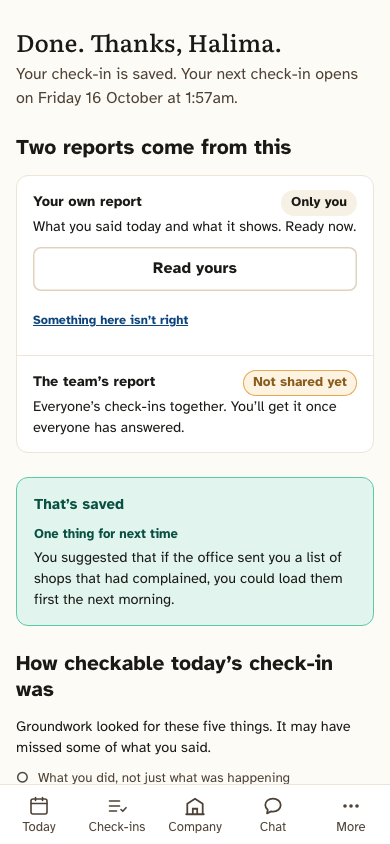 Done. Thanks, Halima.
Your check-in is saved. Your next check-in opens
on Friday 16 October at 1:57am.
Two reports come from this
Your own report
Only you
What you said today and what it shows. Ready now.
Read yours
Something here isn’t right
The team’s report
Not shared yet
Everyone’s check-ins together. You’ll get it once
everyone has answered.
That’s saved
One thing for next time
You suggested that if the office sent you a list of
shops that had complained, you could load them
first the next morning.
How checkable today’s check-in
was
Groundwork looked for these five things. It may have
missed some of what you said.
What you did, not just what was happening
Today
Check-ins
Company
Chat
More